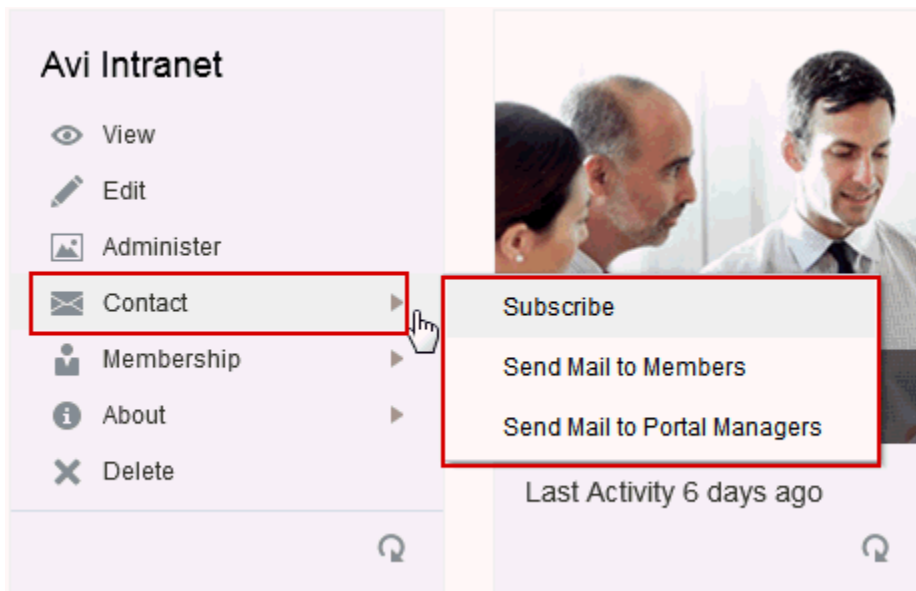 Avi Intranet
View
Edit
Administer
Contact
Membership
About
Delete
Subscribe
Send Mail to Members
Send Mail to Portal Managers
Last Activity 6 days ago